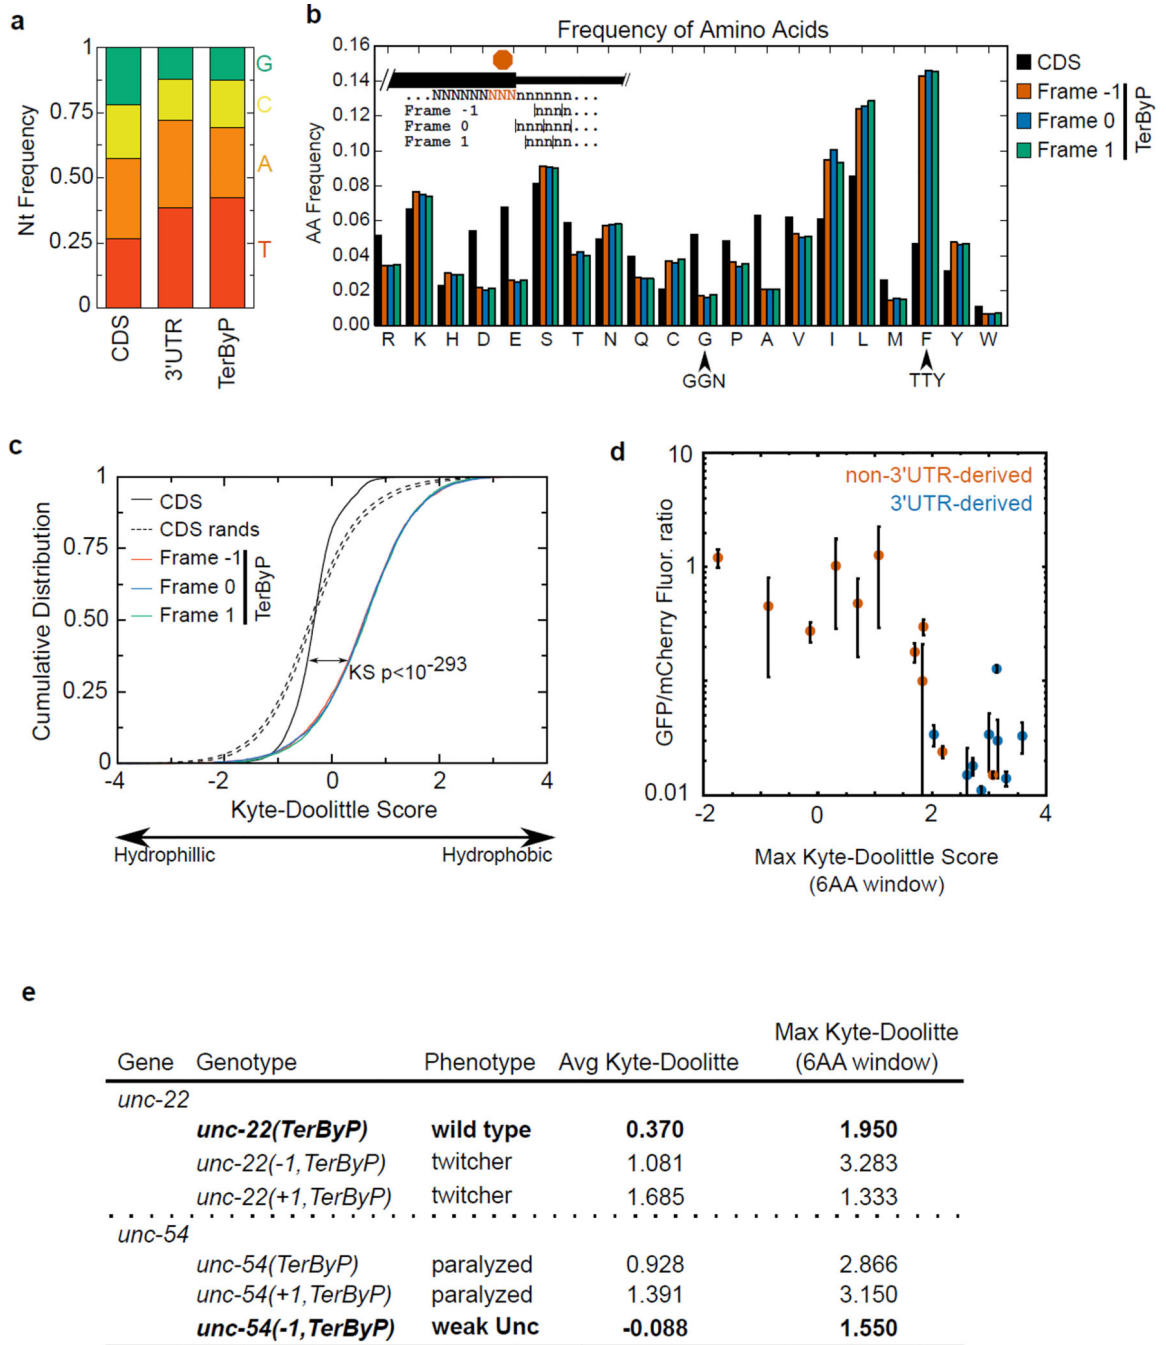 a
Nt Frequency
1
0.75
0.50
0.25
0
G
C
A
T
CDS
3'UTR
TerByP
b
Frequency of Amino Acids
AA Frequency
0.16
0.14
0.12
0.10
0.08
0.06
0.04
0.02
0.00
...NNNNNNNNNnnnnnn...
Frame -1 nnnn...
Frame 0 nnnnnn...
Frame 1 nnnnn...
R K H D E S T N Q C G P A V I L M F Y W
GGN
TTY
CDS
Frame -1
Frame 0
Frame 1
TerByP
c
Cumulative Distribution
1
0.75
0.50
0.25
0
CDS
CDS rands
Frame -1
Frame 0
Frame 1
TerByP
KS p<10-293
-4 -2 0 2 4
Kyte-Doolittle Score
Hydrophillic Hydrophobic
d
GFP/mCherry Fluor. ratio
10
1
0.01
non-3'UTR-derived
3'UTR-derived
-2 0 2 4
Max Kyte-Doolittle Score
(6AA window)
e
Gene Genotype Phenotype Avg Kyte-Doolitte Max Kyte-Doolitte (6AA window)
unc-22
unc-22(TerByP) wild type 0.370 1.950
unc-22(-1,TerByP) twitcher 1.081 3.283
unc-22(+1,TerByP) twitcher 1.685 1.333
unc-54
unc-54(TerByP) paralyzed 0.928 2.866
unc-54(+1,TerByP) paralyzed 1.391 3.150
unc-54(-1,TerByP) weak Unc -0.088 1.550